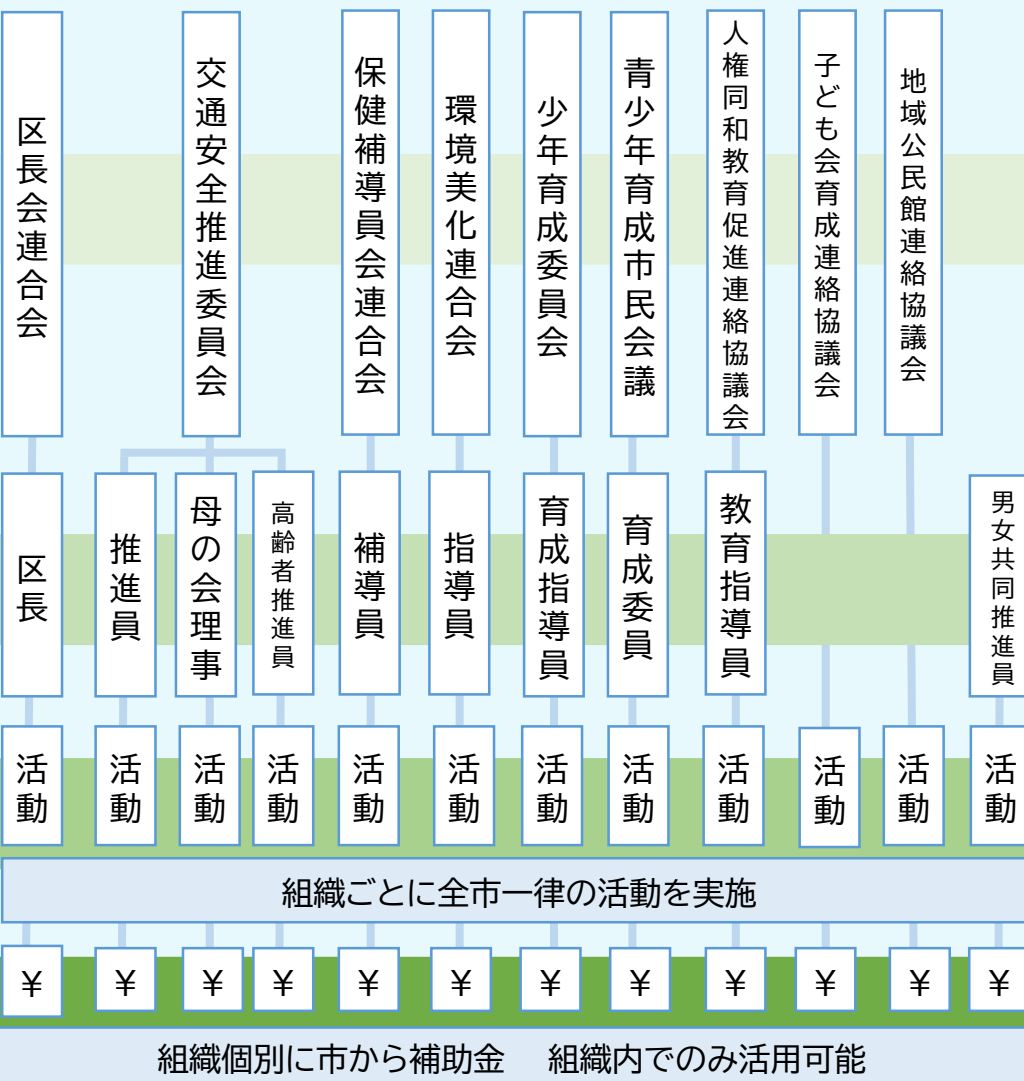 区長会連合会
交通安全推進委員会
保健補導員会連合会
環境美化連合会
少年育成委員会
青少年育成市民会議
人権同和教育促進連絡協議会
子ども会育成連絡協議会
地域公民館連絡協議会
区長
推進員
母の会理事
高齢者推進員
補導員
指導員
育成指導員
育成委員
教育指導員
男女共同推進員
活動
活動
活動
活動
活動
活動
活動
活動
活動
活動
活動
活動
組織ごとに全市一律の活動を実施
¥
¥
¥
¥
¥
¥
¥
¥
¥
¥
¥
¥
組織個別に市から補助金 組織内でのみ活用可能